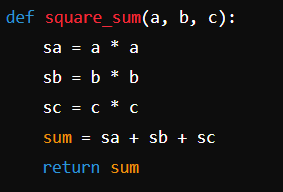 def square_sum(a, b, c):
    sa = a * a
    sb = b * b
    sc = c * c
    sum = sa + sb + sc
    return sum